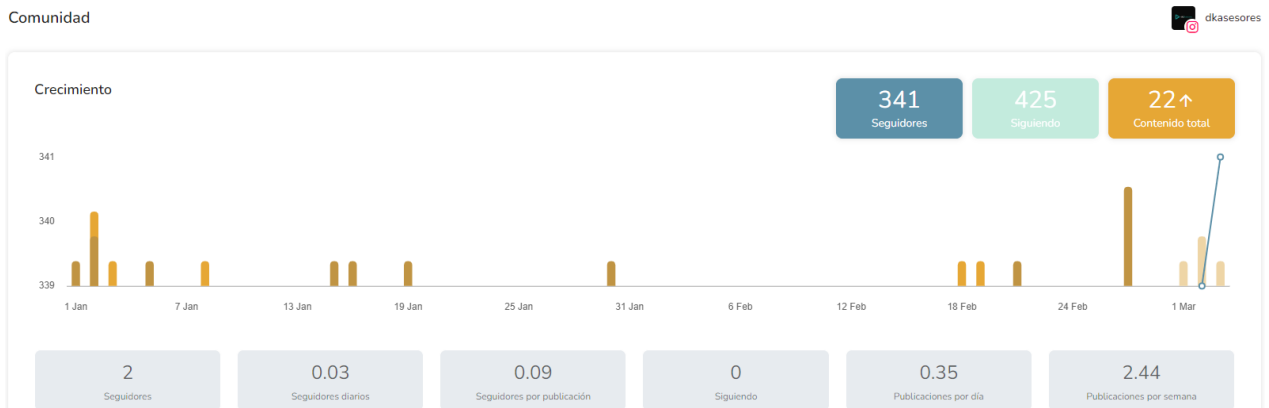 Comunidad
dkasesores
Crecimiento
341
Seguidores
425
Siguiendo
22↑
Contenido total
341
340
339
1 Jan
7 Jan
13 Jan
19 Jan
25 Jan
31 Jan
6 Feb
12 Feb
18 Feb
24 Feb
1 Mar
2
Seguidores
0.03
Seguidores diarios
0.09
Seguidores por publicación
0
Siguiendo
0.35
Publicaciones por día
2.44
Publicaciones por semana